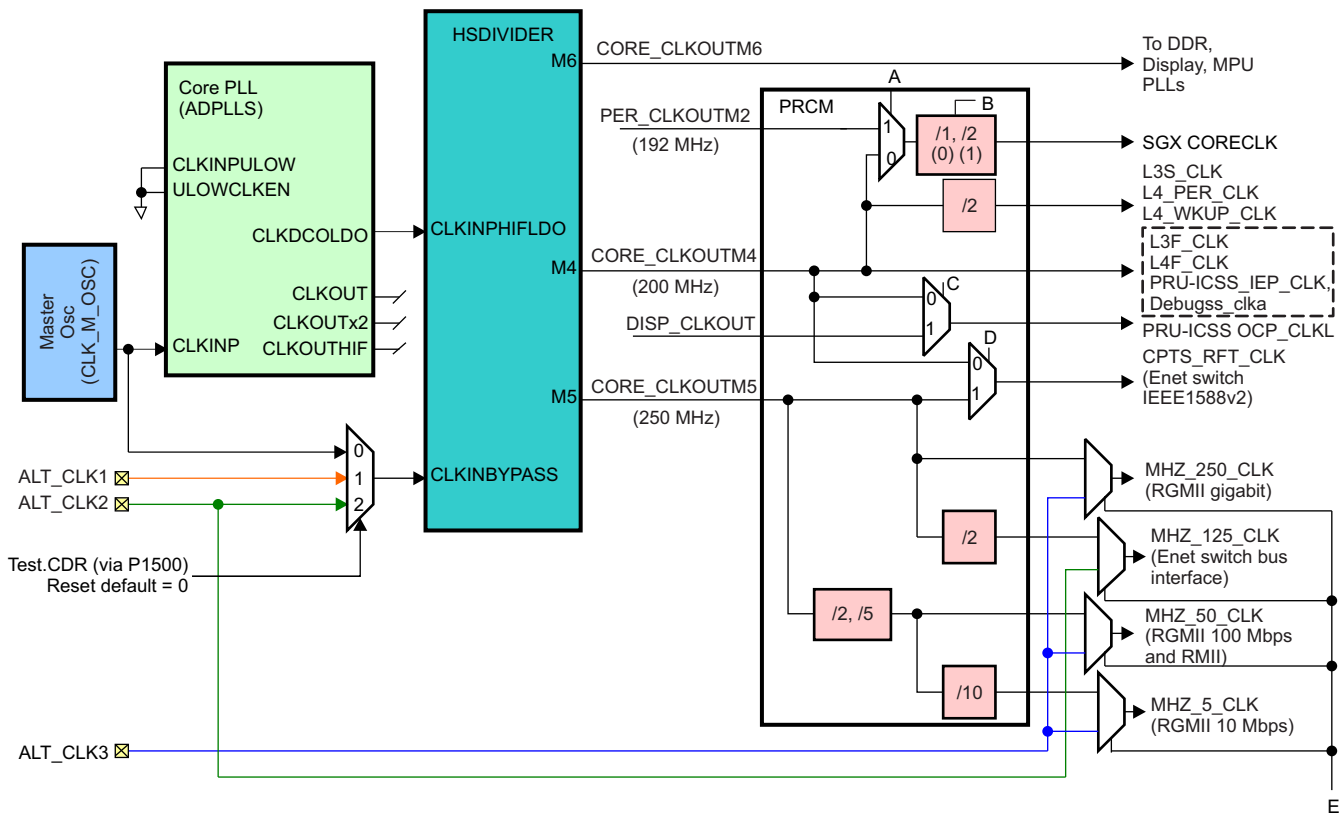 HSDIVIDER
M6
CORE_CLKOUTM6
To DDR,
Display, MPU
PLLs
Core PLL
(ADPLLS)
A
PRCM
B
PER_CLKOUTM2
(192 MHz)
1
0
/1, /2
(0) (1)
SGX CORECLK
CLKINPULOW
ULOWCLKEN
L3S_CLK
L4_PER_CLK
L4_WKUP_CLK
/2
CLKDCOLDO
CLKINPHIFLDO
M4
CORE_CLKOUTM4
(200 MHz)
L3F_CLK
L4F_CLK
PRU-ICSS_IEP_CLK,
Debugss_clka
CLKOUT
CLKOUTx2
CLKOUTHIF
DISP_CLKOUT
0
C
1
PRU-ICSS OCP_CLKL
Master
Osc
(CLK_M_OSC)
CLKINP
D
0
1
CPTS_RFT_CLK
(Enet switch
IEEE1588v2)
M5
CORE_CLKOUTM5
(250 MHz)
ALT_CLK1
ALT_CLK2
0
1
2
CLKINBYPASS
MHZ_250_CLK
(RGMII gigabit)
/2
MHZ_125_CLK
(Enet switch bus
interface)
Test.CDR (via P1500)
Reset default = 0
/2, /5
MHZ_50_CLK
(RGMII 100 Mbps
and RMII)
/10
MHZ_5_CLK
(RGMII 10 Mbps)
ALT_CLK3
E